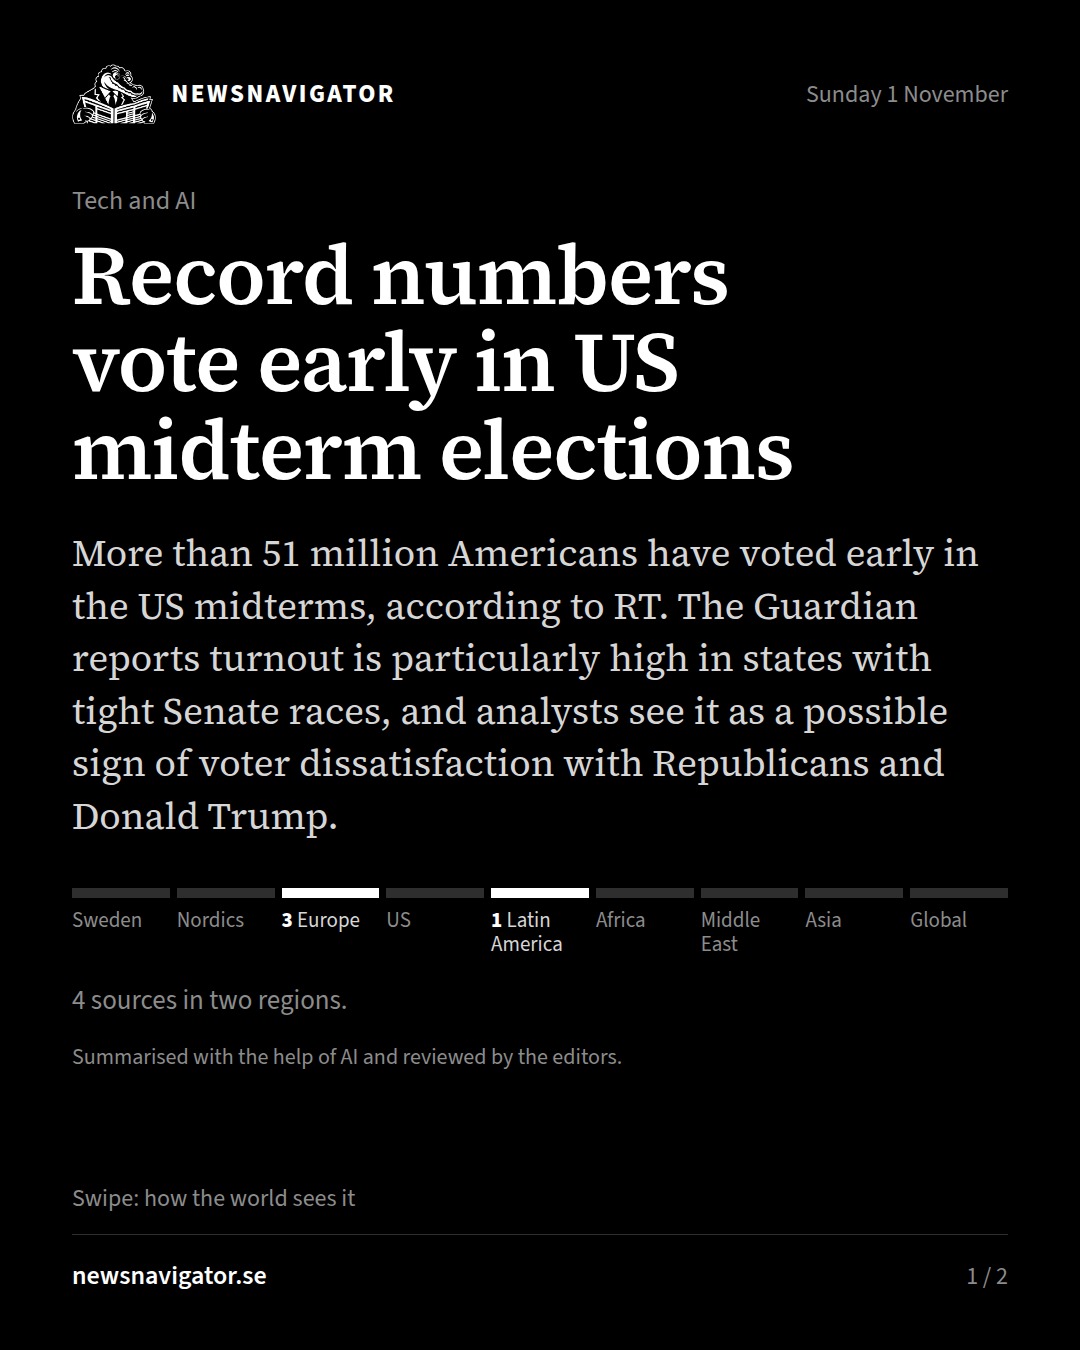 NEWSNAVIGATOR
Sunday 1 November
Tech and AI
Record numbers
vote early in US
midterm elections
More than 51 million Americans have voted early in
the US midterms, according to RT. The Guardian
reports turnout is particularly high in states with
tight Senate races, and analysts see it as a possible
sign of voter dissatisfaction with Republicans and
Donald Trump.
Sweden
Nordics
3 Europe
US
1 Latin
America
Africa
Middle
East
Asia
Global
4 sources in two regions.
Summarised with the help of AI and reviewed by the editors.
Swipe: how the world sees it
newsnavigator.se
1 / 2